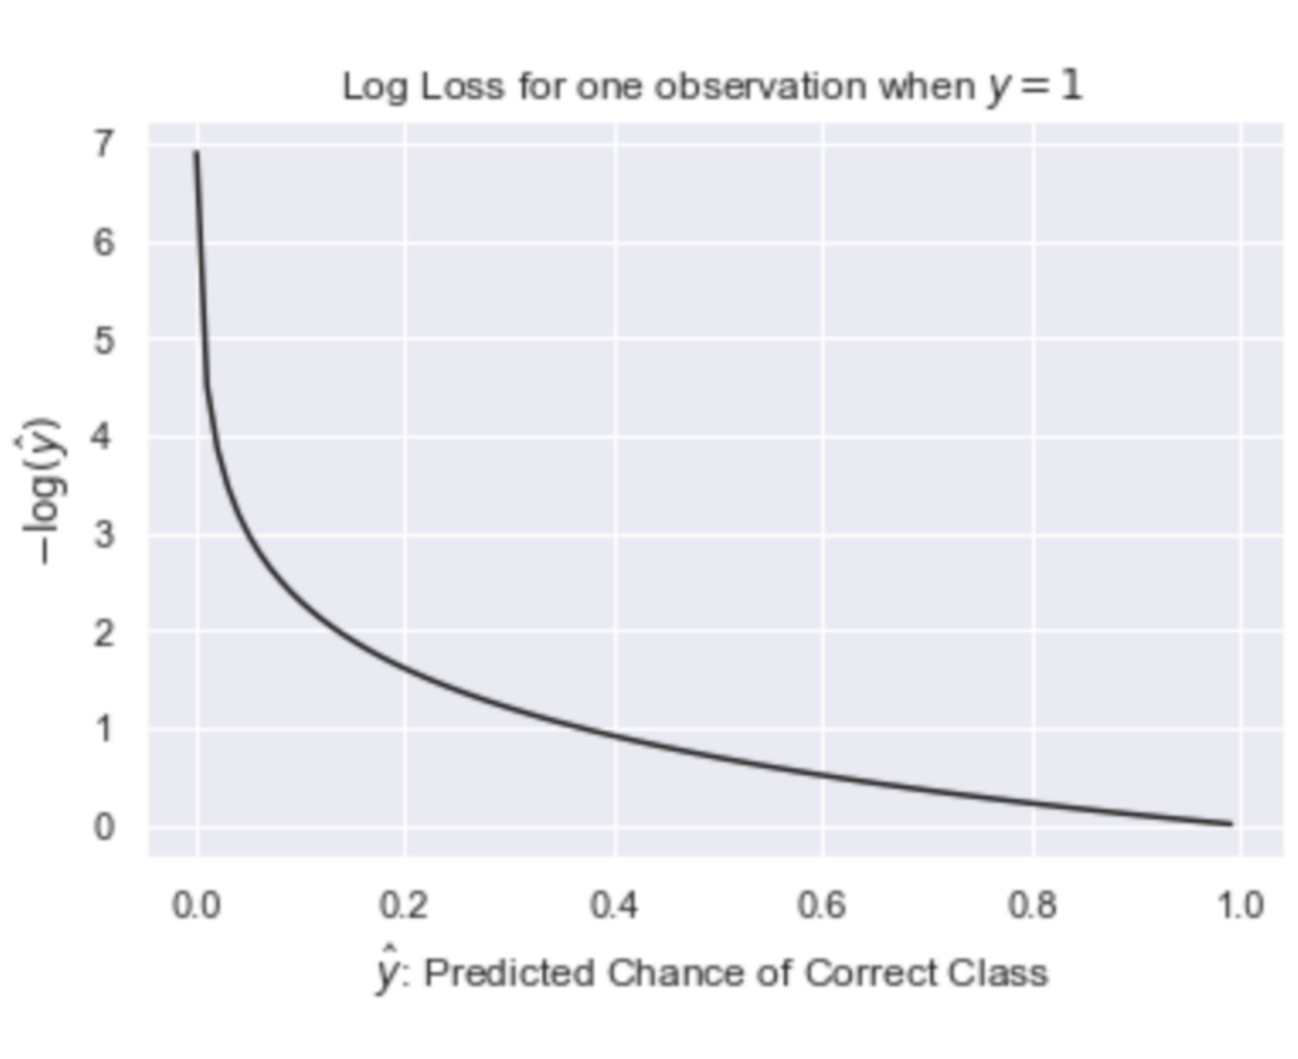 Log Loss for one observation when y = 1
7
6
5
4
3
2
1
0
−log(ŷ)
0.0 0.2 0.4 0.6 0.8 1.0
ŷ: Predicted Chance of Correct Class